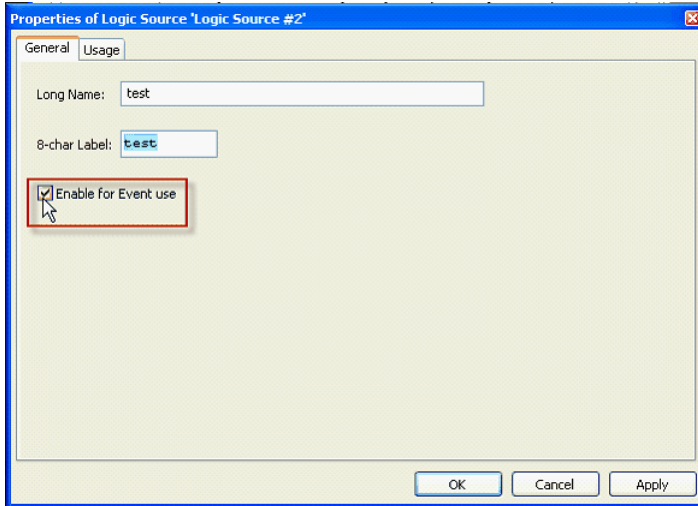 Properties of Logic Source 'Logic Source #2'
General Usage
Long Name: test
8-char Label: test
Enable for Event use
OK Cancel Apply